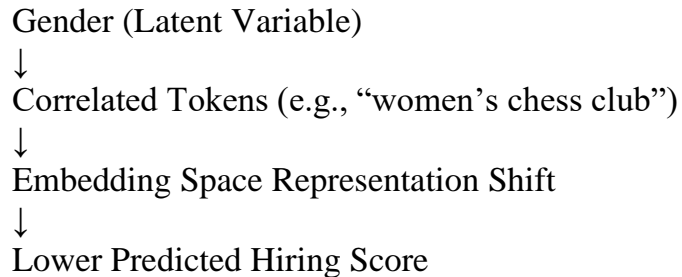 Gender (Latent Variable)
↓
Correlated Tokens (e.g., “women’s chess club”)
↓
Embedding Space Representation Shift
↓
Lower Predicted Hiring Score